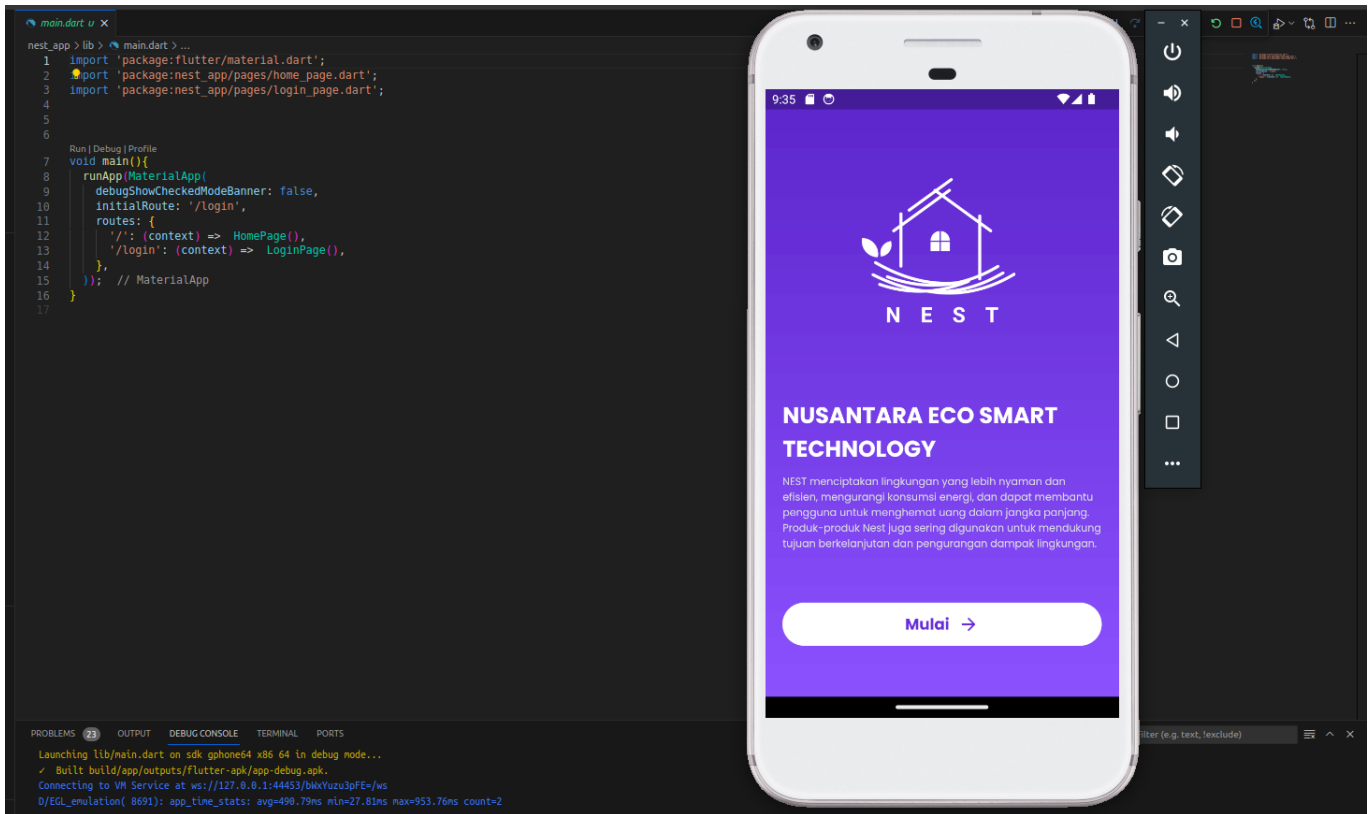 main.dart U
nest_app > lib > main.dart > ...
1 import 'package:flutter/material.dart';
2 import 'package:nest_app/pages/home_page.dart';
3 import 'package:nest_app/pages/login_page.dart';
4
5
6
Run | Debug | Profile
7 void main(){
8 runApp(MaterialApp(
9 debugShowCheckedModeBanner: false,
10 initialRoute: '/login',
11 routes: {
12 '/': (context) => HomePage(),
13 '/login': (context) => LoginPage(),
14 },
15 )); // MaterialApp
16 }
17
9:35
NEST
NUSANTARA ECO SMART
TECHNOLOGY
NEST menciptakan lingkungan yang lebih nyaman dan
efisien, mengurangi konsumsi energi, dan dapat membantu
pengguna untuk menghemat uang dalam jangka panjang.
Produk-produk Nest juga sering digunakan untuk mendukung
tujuan berkelanjutan dan pengurangan dampak lingkungan.
Mulai →
PROBLEMS 23 OUTPUT DEBUG CONSOLE TERMINAL PORTS
(e.g. text, !exclude)
Launching lib/main.dart on sdk gphone64 x86 64 in debug mode...
✓ Built build/app/outputs/flutter-apk/app-debug.apk.
Connecting to VM Service at ws://127.0.0.1:44453/bWxYuzu3pFE=/ws
D/EGL_emulation( 8691): app_time_stats: avg=490.79ms min=27.81ms max=953.76ms count=2